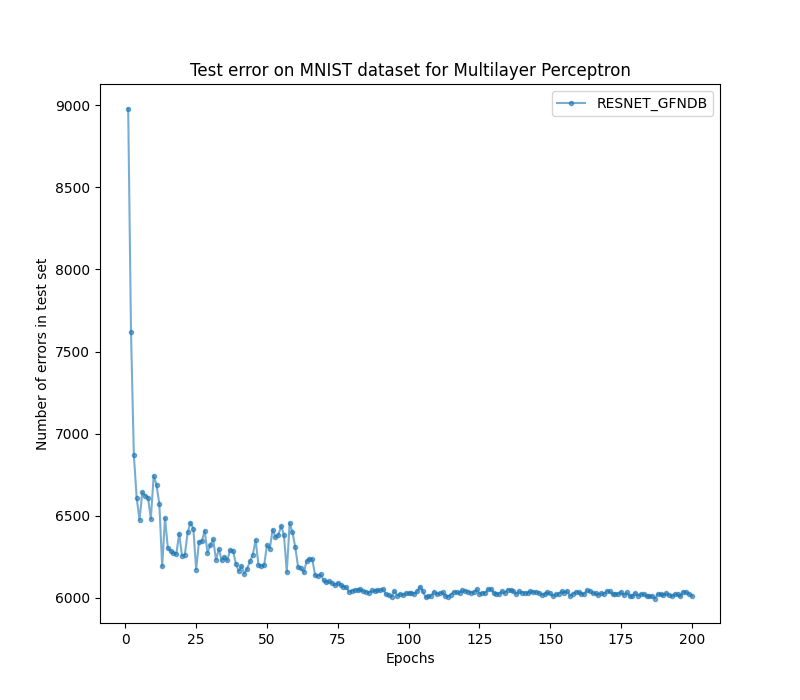 Test error on MNIST dataset for Multilayer Perceptron
RESNET_GFNDB
9000
8500
8000
7500
7000
6500
6000
Number of errors in test set
0 25 50 75 100 125 150 175 200
Epochs